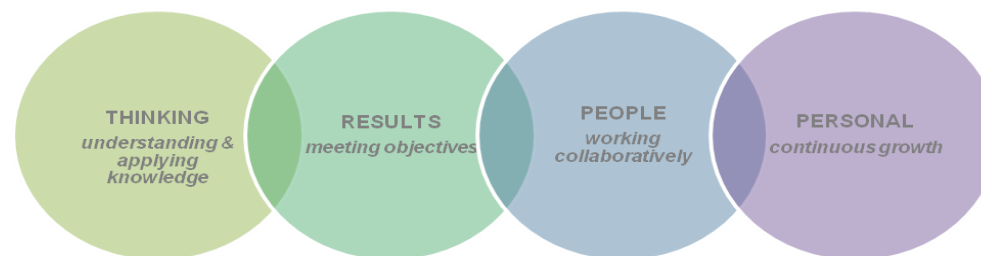 THINKING
understanding &
applying
knowledge
RESULTS
meeting objectives
PEOPLE
working
collaboratively
PERSONAL
continuous growth